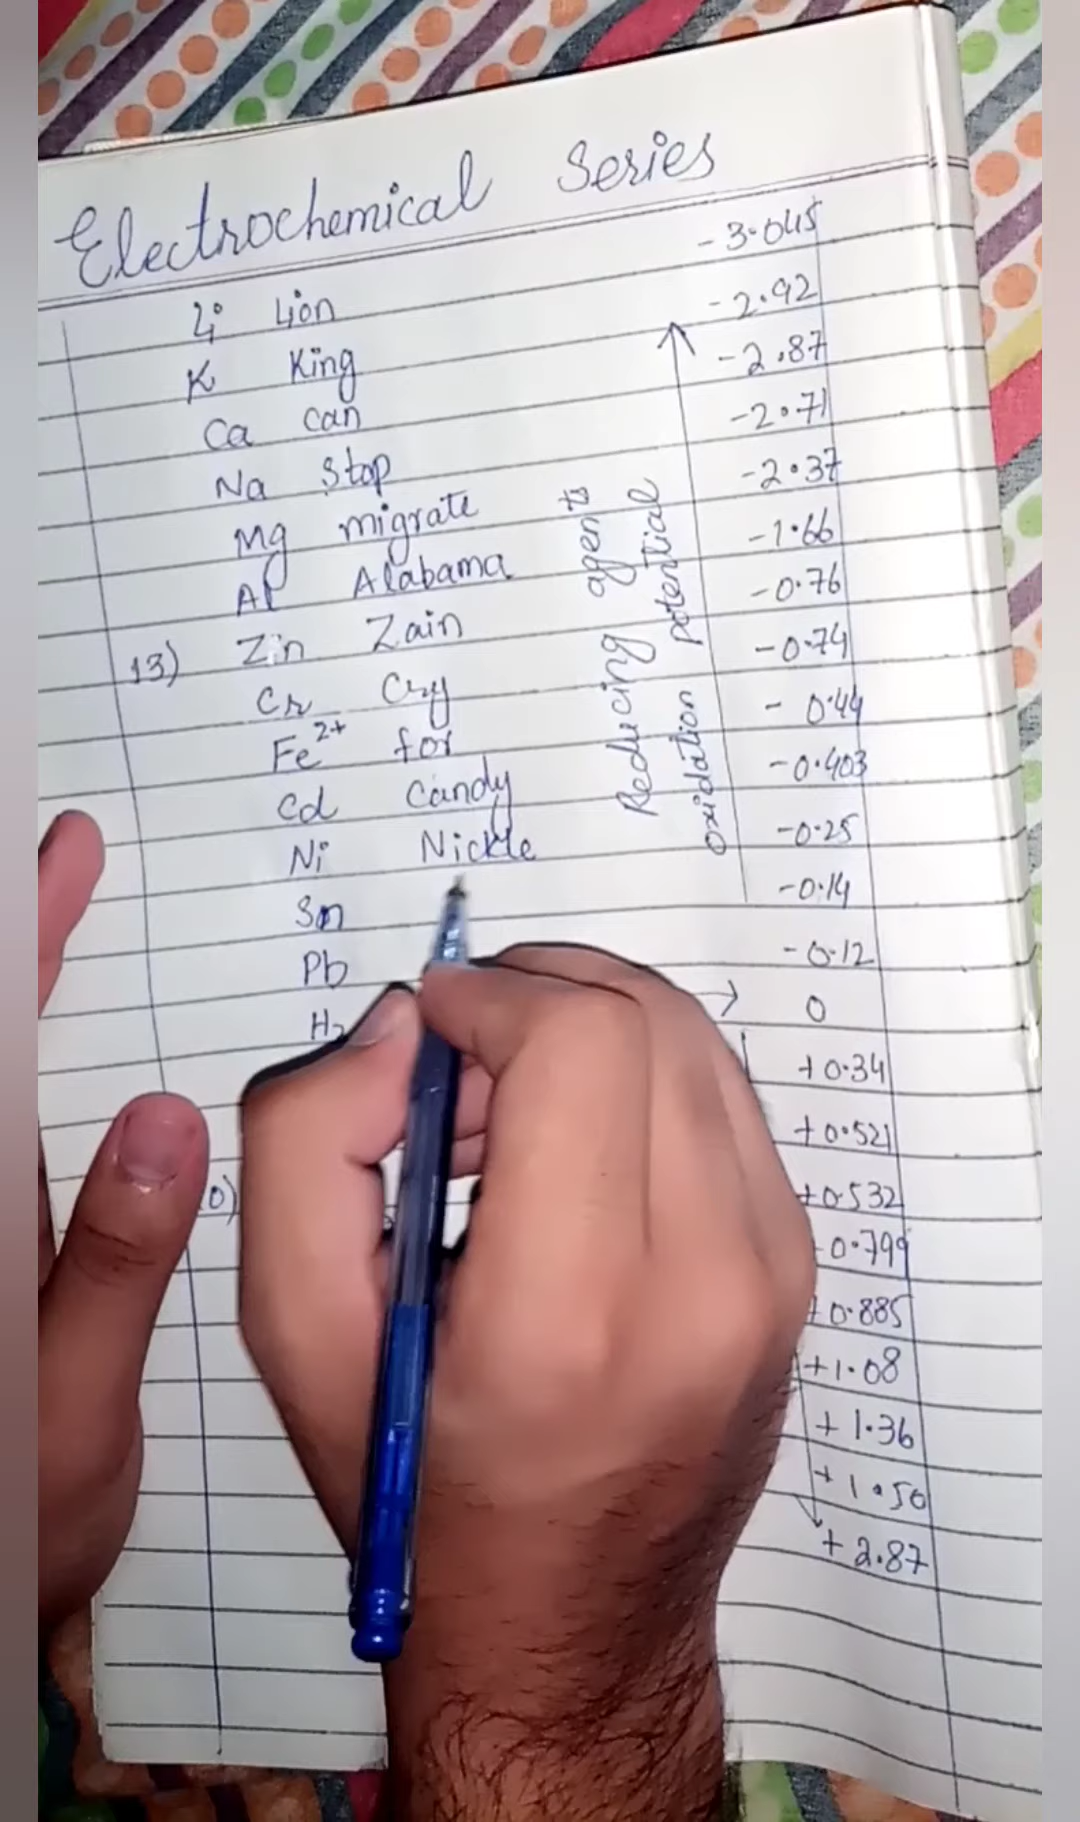 Electrochemical Series
Li Lion -3.045
K King -2.92
Ca can -2.87
Na Stop -2.71
Mg migrate -2.37
Al Alabama -1.66
13) Zin Zain -0.76
Cr Cry -0.74
Fe2+ for -0.44
Cd Candy -0.403
Ni Nickle -0.25
Sn -0.14
Pb -0.12
H2 → 0
+0.34
+0.521
0) +0.532
0.799
+0.885
+1.08
+1.36
+1.50
+2.87
Reducing agents
oxidation potential